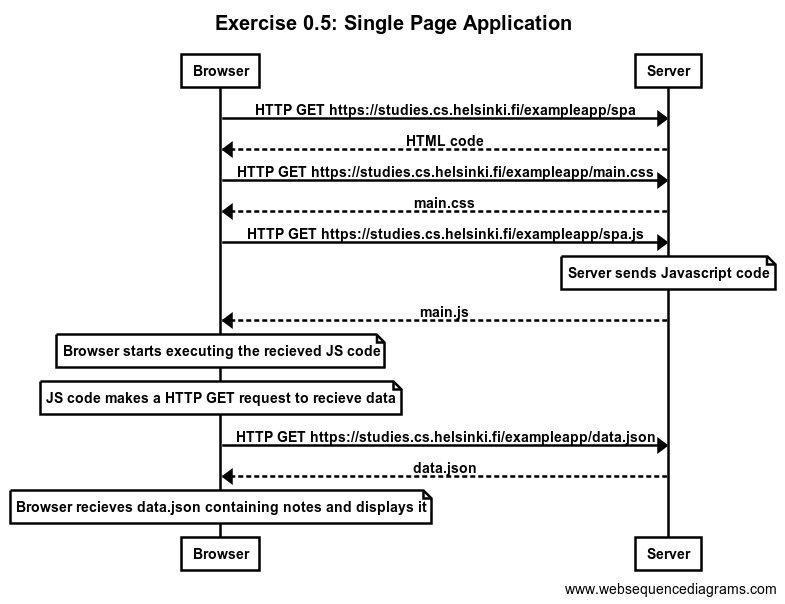 Exercise 0.5: Single Page Application
Browser
Server
HTTP GET https://studies.cs.helsinki.fi/exampleapp/spa
HTML code
HTTP GET https://studies.cs.helsinki.fi/exampleapp/main.css
main.css
HTTP GET https://studies.cs.helsinki.fi/exampleapp/spa.js
Server sends Javascript code
main.js
Browser starts executing the recieved JS code
JS code makes a HTTP GET request to recieve data
HTTP GET https://studies.cs.helsinki.fi/exampleapp/data.json
data.json
Browser recieves data.json containing notes and displays it
Browser
Server
www.websequencediagrams.com